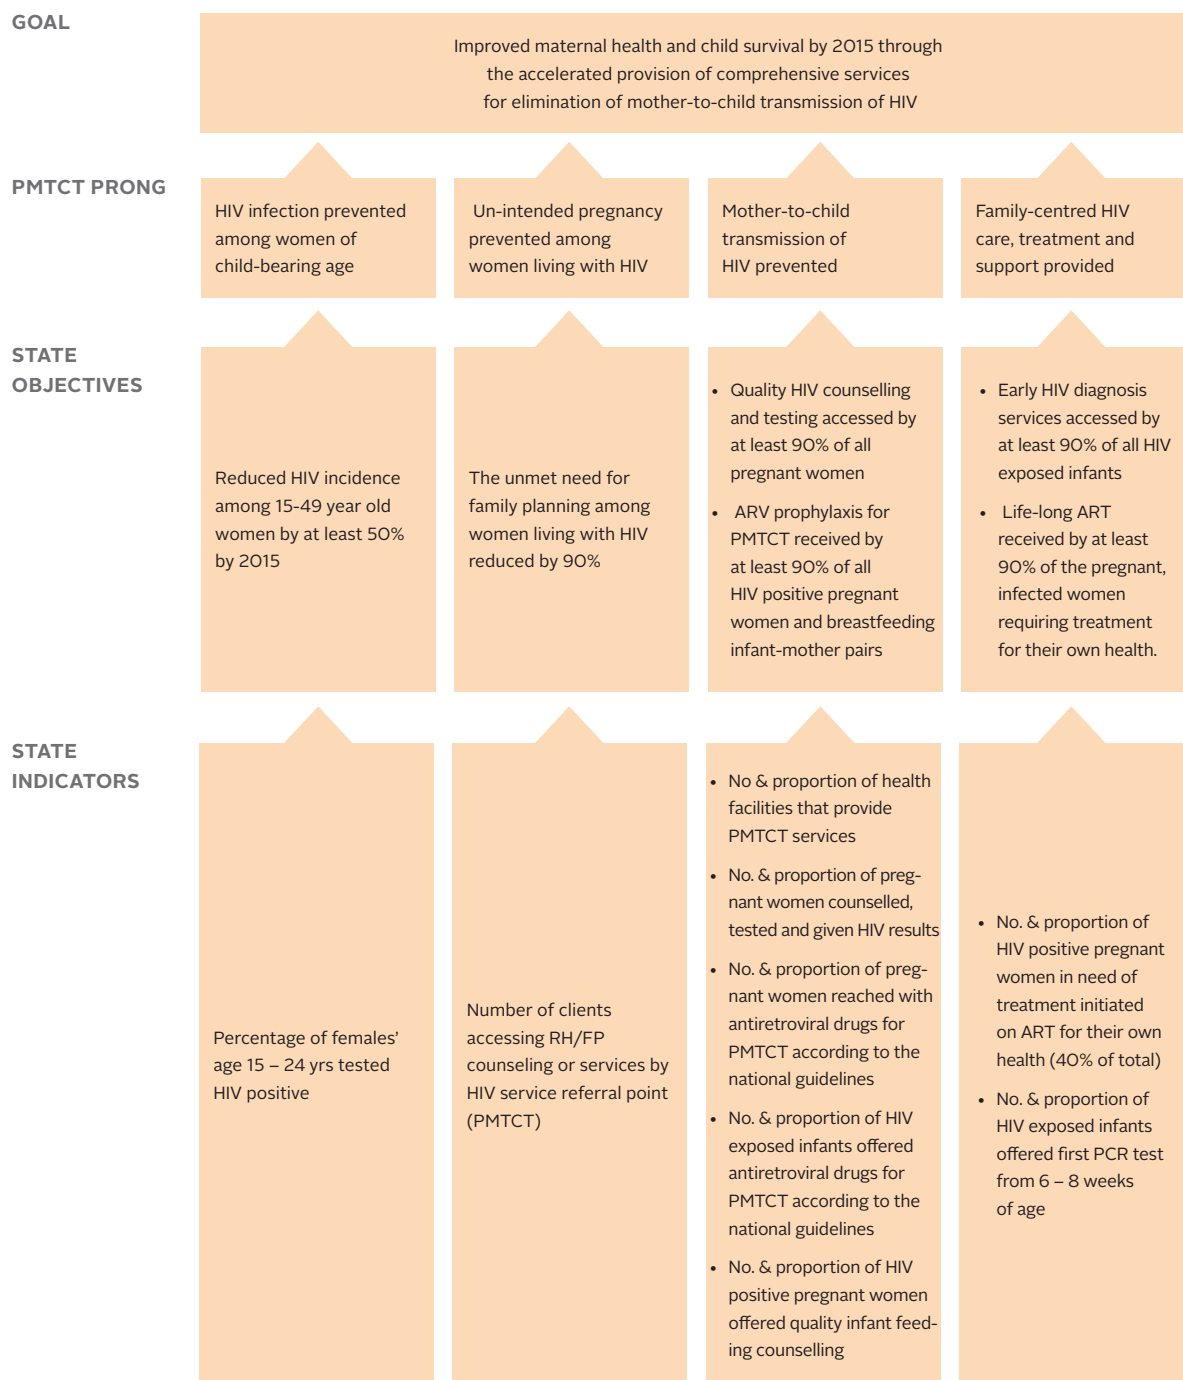 GOAL
Improved maternal health and child survival by 2015 through
the accelerated provision of comprehensive services
for elimination of mother-to-child transmission of HIV
PMTCT PRONG
HIV infection prevented
among women of
child-bearing age
Un-intended pregnancy
prevented among
women living with HIV
Mother-to-child
transmission of
HIV prevented
Family-centred HIV
care, treatment and
support provided
STATE
OBJECTIVES
Reduced HIV incidence
among 15-49 year old
women by at least 50%
by 2015
The unmet need for
family planning among
women living with HIV
reduced by 90%
• Quality HIV counselling
and testing accessed by
at least 90% of all
pregnant women
• ARV prophylaxis for
PMTCT received by
at least 90% of all
HIV positive pregnant
women and breastfeeding
infant-mother pairs
• Early HIV diagnosis
services accessed by
at least 90% of all HIV
exposed infants
• Life-long ART
received by at least
90% of the pregnant,
infected women
requiring treatment
for their own health.
STATE
INDICATORS
Percentage of females’
age 15 – 24 yrs tested
HIV positive
Number of clients
accessing RH/FP
counseling or services by
HIV service referral point
(PMTCT)
• No & proportion of health
facilities that provide
PMTCT services
• No. & proportion of preg-
nant women counselled,
tested and given HIV results
• No. & proportion of preg-
nant women reached with
antiretroviral drugs for
PMTCT according to the
national guidelines
• No. & proportion of HIV
exposed infants offered
antiretroviral drugs for
PMTCT according to the
national guidelines
• No. & proportion of HIV
positive pregnant women
offered quality infant feed-
ing counselling
• No. & proportion of
HIV positive pregnant
women in need of
treatment initiated
on ART for their own
health (40% of total)
• No. & proportion of
HIV exposed infants
offered first PCR test
from 6 – 8 weeks
of age